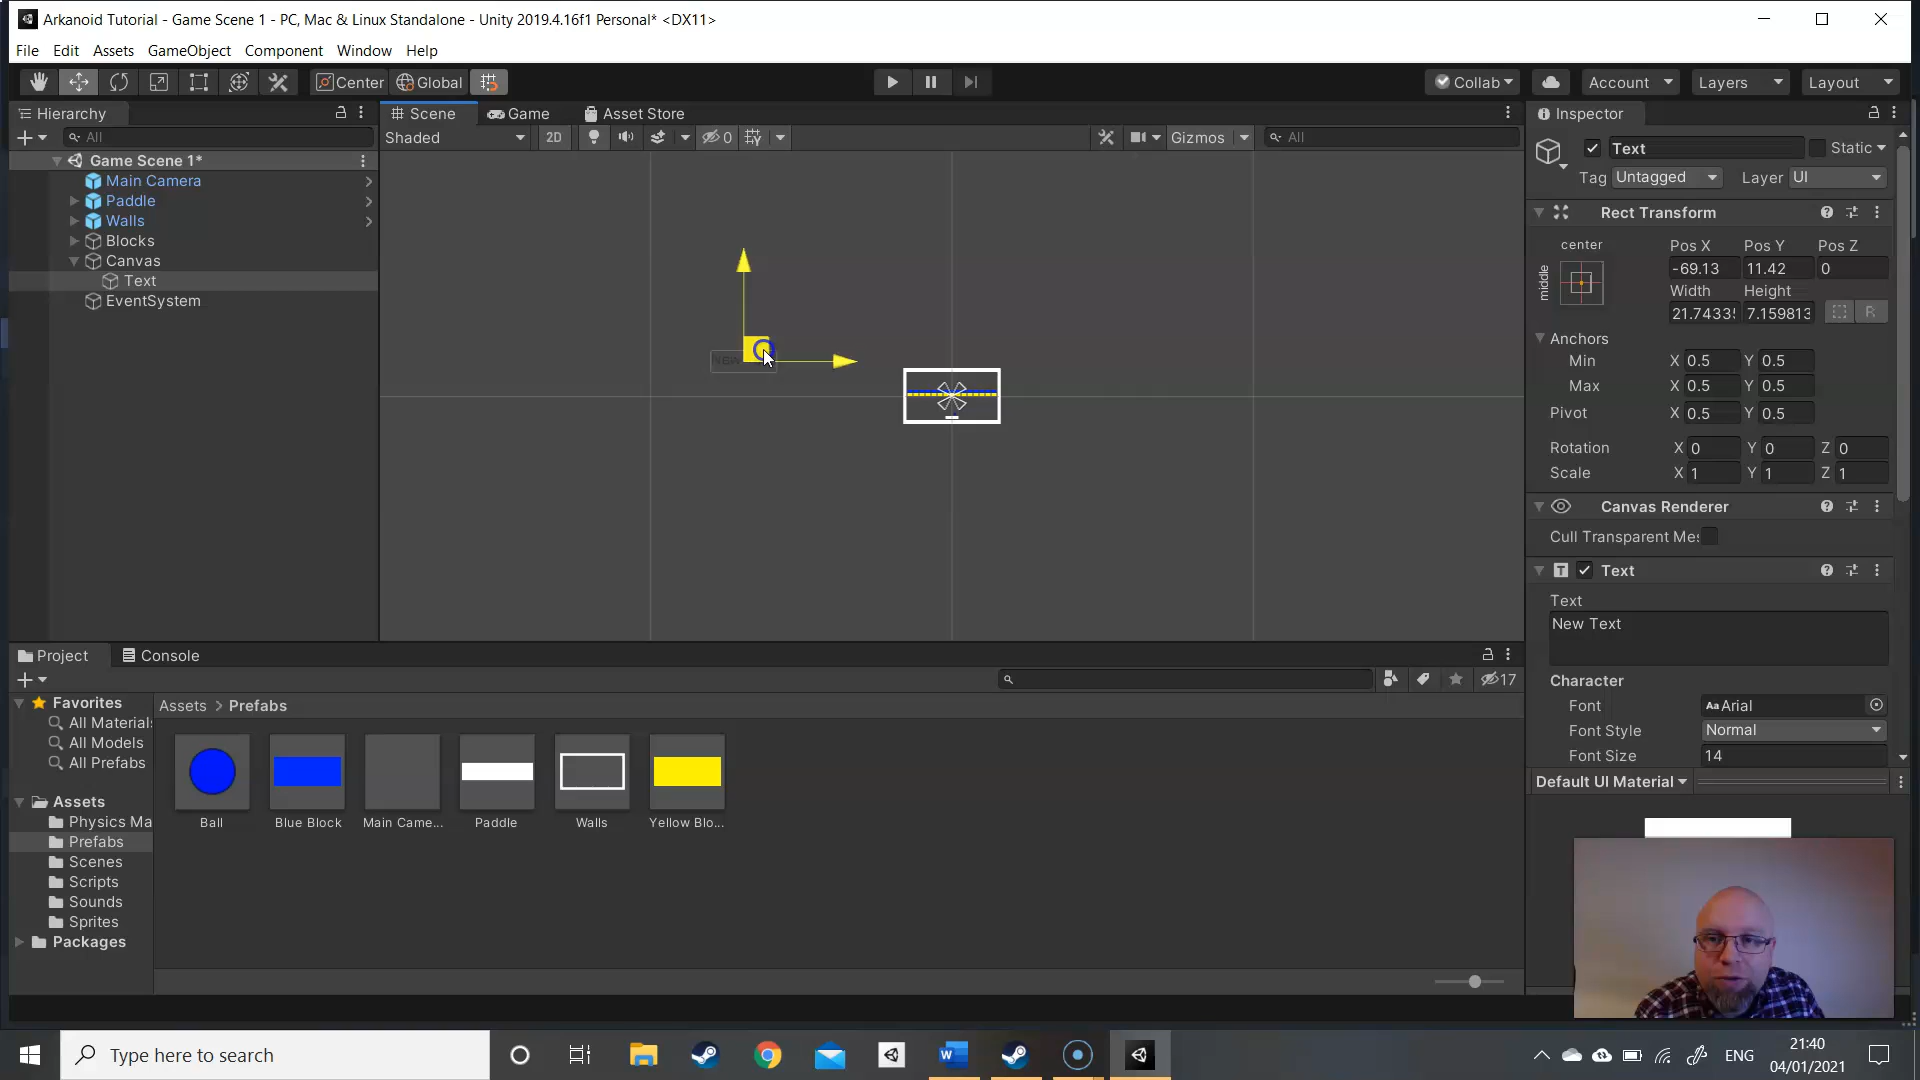 Arkanoid Tutorial - Game Scene 1 - PC, Mac & Linux Standalone - Unity 2019.4.16f1 Personal* <DX11>
File Edit Assets GameObject Component Window Help
Center Global Collab Account Layers Layout
Hierarchy
All
Game Scene 1*
Main Camera
Paddle
Walls
Blocks
Canvas
Text
EventSystem
Scene Game Asset Store
Shaded 2D 0 Gizmos All
Inspector
Text Static
Tag Untagged Layer UI
Rect Transform
center Pos X Pos Y Pos Z
middle -69.13 11.42 0
Width Height
21.7433 7.159813 R
Anchors
Min X 0.5 Y 0.5
Max X 0.5 Y 0.5
Pivot X 0.5 Y 0.5
Rotation X 0 Y 0 Z 0
Scale X 1 Y 1 Z 1
Canvas Renderer
Cull Transparent Me
Text
Text
New Text
Character
Font Aa Arial
Font Style Normal
Font Size 14
Default UI Material
Project Console
17
Favorites
All Material
All Models
All Prefabs
Assets
Physics Ma
Prefabs
Scenes
Scripts
Sounds
Sprites
Packages
Assets > Prefabs
Ball Blue Block Main Came... Paddle Walls Yellow Blo...
Type here to search
ENG
21:40
04/01/2021